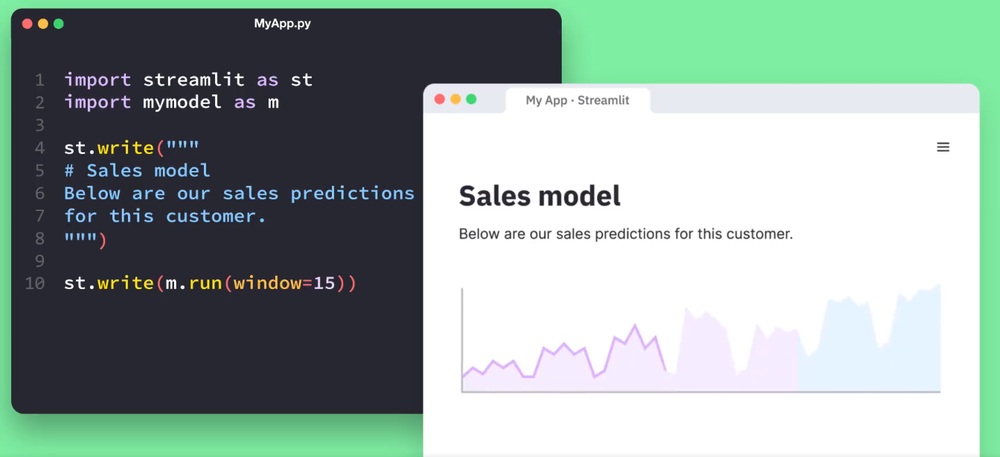 MyApp.py
1 import streamlit as st
2 import mymodel as m
3
4 st.write("""
5 # Sales model
6 Below are our sales predictions
7 for this customer.
8 """)
9
10 st.write(m.run(window=15))
My App · Streamlit
Sales model
Below are our sales predictions for this customer.